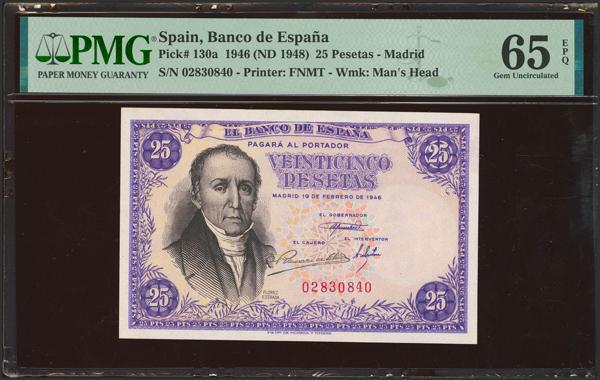 PMG
PAPER MONEY GUARANTY
Spain, Banco de España
Pick# 130a 1946 (ND 1948) 25 Pesetas - Madrid
S/N 02830840 - Printer: FNMT - Wmk: Man's Head
65 EPQ
Gem Uncirculated
EL BANCO DE ESPAÑA
PAGARÁ AL PORTADOR
VEINTICINCO
PESETAS
MADRID 19 DE FEBRERO DE 1946
EL GOBERNADOR
EL CAJERO
EL INTERVENTOR
02830840
FLOREZ
ESTRADA
25
25
25
25